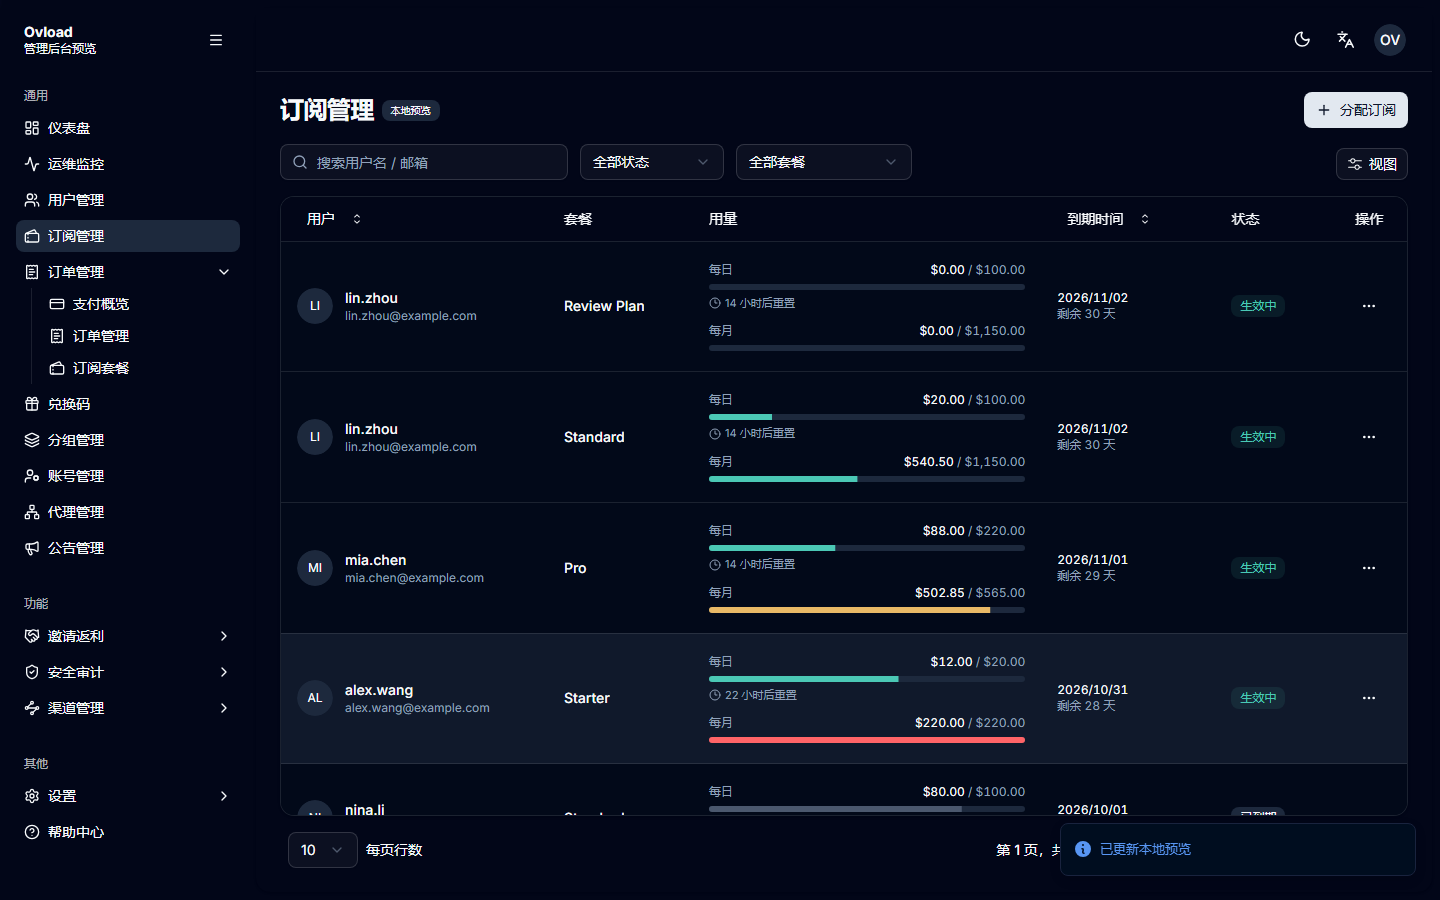 Ovload
管理后台预览
OV
通用
仪表盘
运维监控
用户管理
订阅管理
订单管理
支付概览
订单管理
订阅套餐
兑换码
分组管理
账号管理
代理管理
公告管理
功能
邀请返利
安全审计
渠道管理
其他
设置
帮助中心
订阅管理 本地预览
分配订阅
搜索用户名 / 邮箱
全部状态
全部套餐
视图
用户 套餐 用量 到期时间 状态 操作
LI
lin.zhou
lin.zhou@example.com
Review Plan
每日 $0.00 / $100.00
14 小时后重置
每月 $0.00 / $1,150.00
2026/11/02
剩余 30 天
生效中
LI
lin.zhou
lin.zhou@example.com
Standard
每日 $20.00 / $100.00
14 小时后重置
每月 $540.50 / $1,150.00
2026/11/02
剩余 30 天
生效中
MI
mia.chen
mia.chen@example.com
Pro
每日 $88.00 / $220.00
14 小时后重置
每月 $502.85 / $565.00
2026/11/01
剩余 29 天
生效中
AL
alex.wang
alex.wang@example.com
Starter
每日 $12.00 / $20.00
22 小时后重置
每月 $220.00 / $220.00
2026/10/31
剩余 28 天
生效中
nina.li
每日 $80.00 / $100.00
2026/10/01
10 每页行数
第 1 页，
已更新本地预览